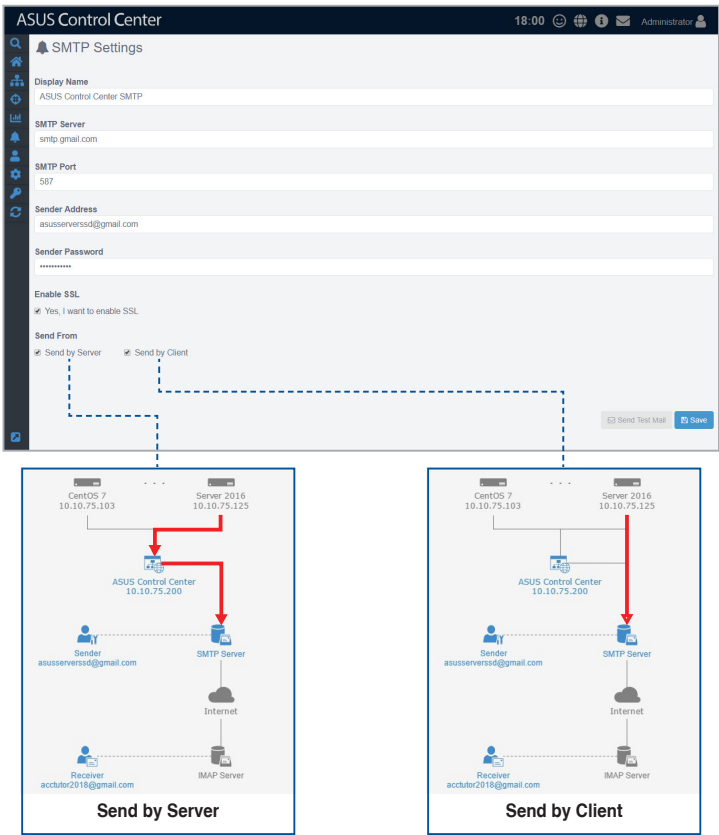 ASUS Control Center
18:00
Administrator
SMTP Settings
Display Name
ASUS Control Center SMTP
SMTP Server
smtp.gmail.com
SMTP Port
587
Sender Address
asusserverssd@gmail.com
Sender Password
•••••••••••
Enable SSL
Yes, I want to enable SSL
Send From
Send by Server Send by Client
Send Test Mail Save
CentOS 7
10.10.75.103
- - -
Server 2016
10.10.75.125
ASUS Control Center
10.10.75.200
Sender
asusserverssd@gmail.com
SMTP Server
Internet
Receiver
acctutor2018@gmail.com
IMAP Server
Send by Server
CentOS 7
10.10.75.103
- - -
Server 2016
10.10.75.125
ASUS Control Center
10.10.75.200
Sender
asusserverssd@gmail.com
SMTP Server
Internet
Receiver
acctutor2018@gmail.com
IMAP Server
Send by Client